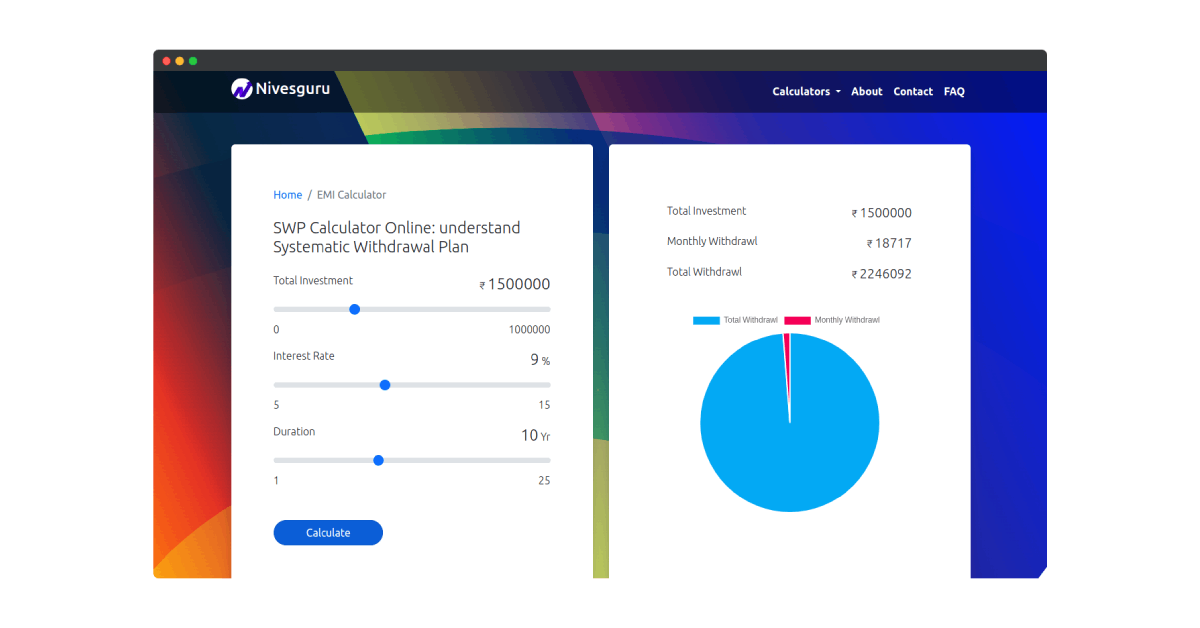 Nivesguru
Calculators About Contact FAQ
Home / EMI Calculator
SWP Calculator Online: understand
Systematic Withdrawal Plan
Total Investment ₹ 1500000
0 1000000
Interest Rate 9 %
5 15
Duration 10 Yr
1 25
Calculate
Total Investment ₹ 1500000
Monthly Withdrawl ₹ 18717
Total Withdrawl ₹ 2246092
Total Withdrawl Monthly Withdrawl